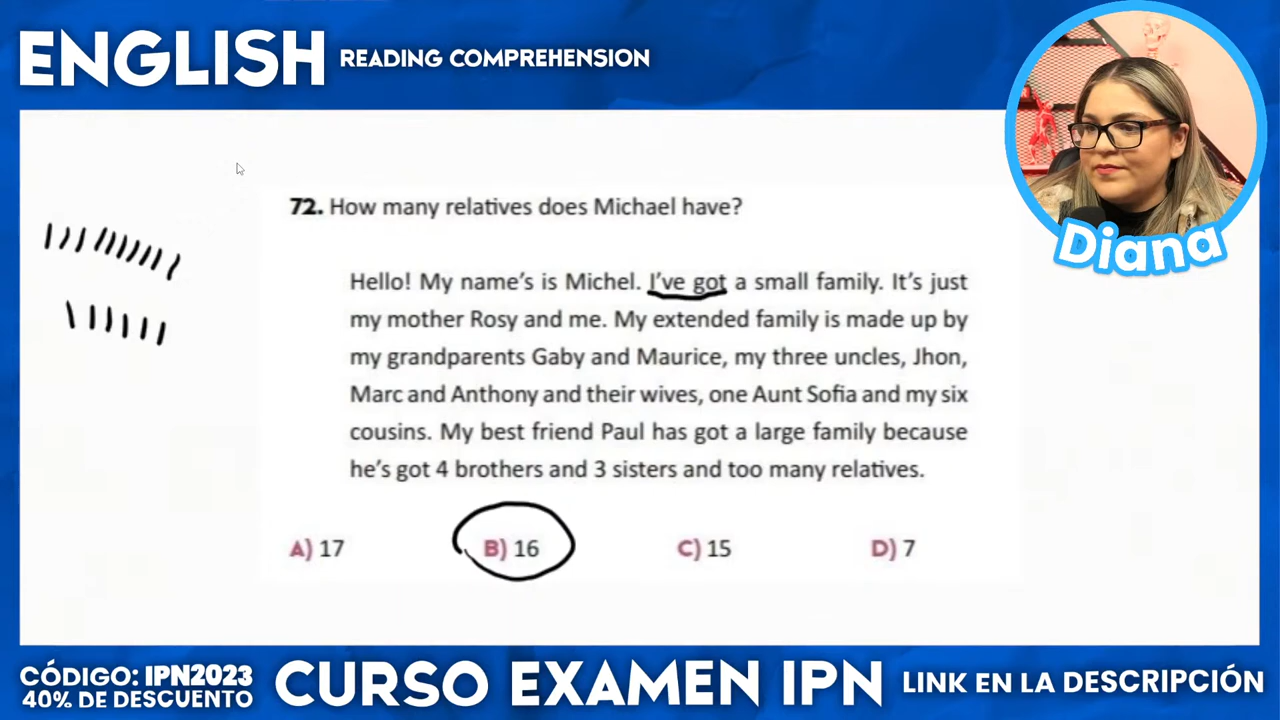 ENGLISH READING COMPREHENSION
Diana
72. How many relatives does Michael have?
Hello! My name's is Michel. I've got a small family. It's just
my mother Rosy and me. My extended family is made up by
my grandparents Gaby and Maurice, my three uncles, Jhon,
Marc and Anthony and their wives, one Aunt Sofia and my six
cousins. My best friend Paul has got a large family because
he's got 4 brothers and 3 sisters and too many relatives.
A) 17 B) 16 C) 15 D) 7
CÓDIGO: IPN2023
40% DE DESCUENTO
CURSO EXAMEN IPN
LINK EN LA DESCRIPCIÓN